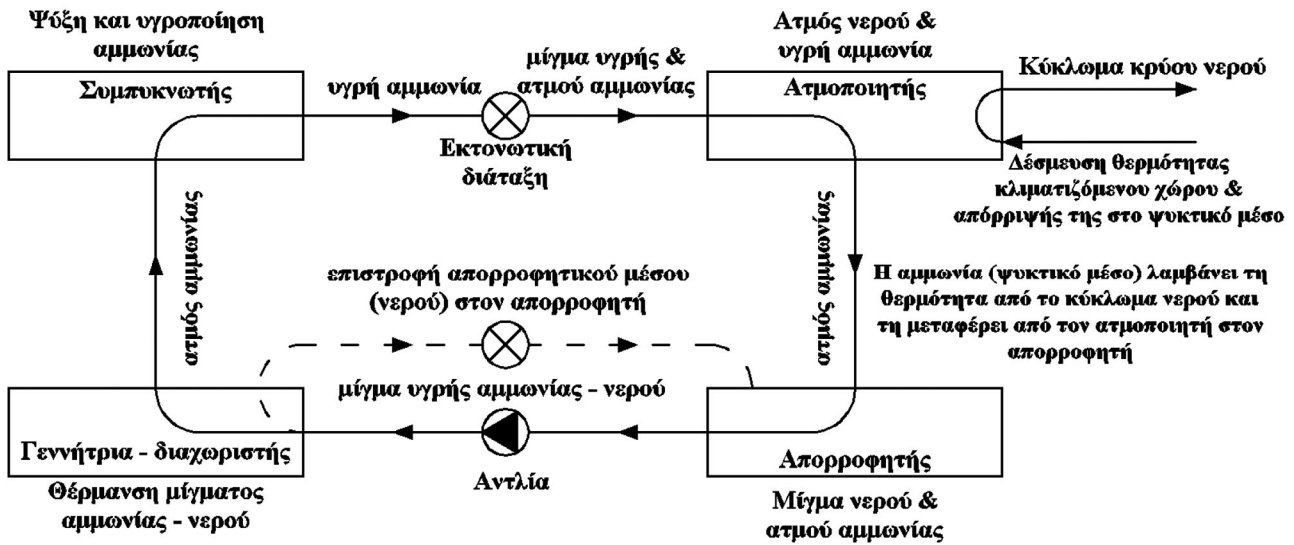 Ψύξη και υγροποίηση
αμμωνίας
Συμπυκνωτής
υγρή αμμωνία
μίγμα υγρής &
ατμού αμμωνίας
Εκτονωτική
διάταξη
Ατμός νερού &
υγρή αμμωνία
Ατμοποιητής
Κύκλωμα κρύου νερού
Δέσμευση θερμότητας
κλιματιζόμενου χώρου &
απόρριψής της στο ψυκτικό μέσο
ατμός αμμωνίας
επιστροφή απορροφητικού μέσου
(νερού) στον απορροφητή
ατμός αμμωνίας
Η αμμωνία (ψυκτικό μέσο) λαμβάνει τη
θερμότητα από το κύκλωμα νερού και
τη μεταφέρει από τον ατμοποιητή στον
απορροφητή
μίγμα υγρής αμμωνίας - νερού
Γεννήτρια - διαχωριστής
Θέρμανση μίγματος
αμμωνίας - νερού
Αντλία
Απορροφητής
Μίγμα νερού &
ατμού αμμωνίας